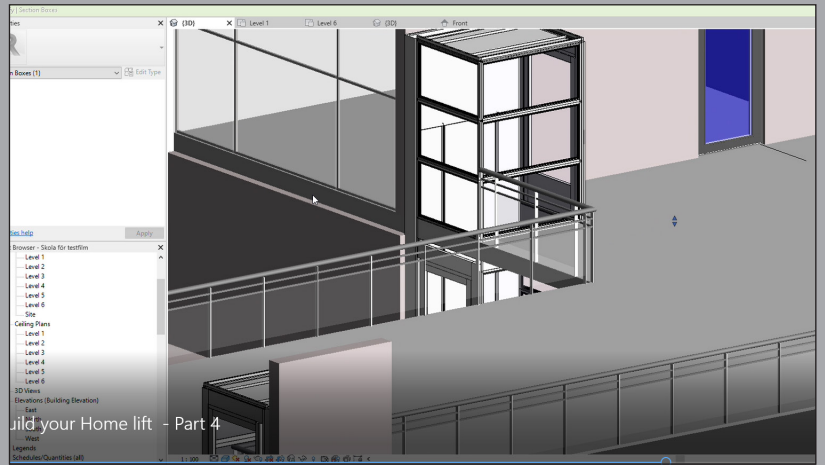 y | Section Boxes
ties
(3D)
Level 1
Level 6
(3D)
Front
n Boxes (1)
Edit Type
ties help
Apply
Browser - Skola för testfilm
Level 1
Level 2
Level 3
Level 4
Level 5
Level 6
Site
Ceiling Plans
Level 1
Level 2
Level 3
Level 4
Level 5
Level 6
3D Views
Elevations (Building Elevation)
East
uild your Home lift - Part 4
West
Legends
Schedules/Quantities (all)
1 : 100